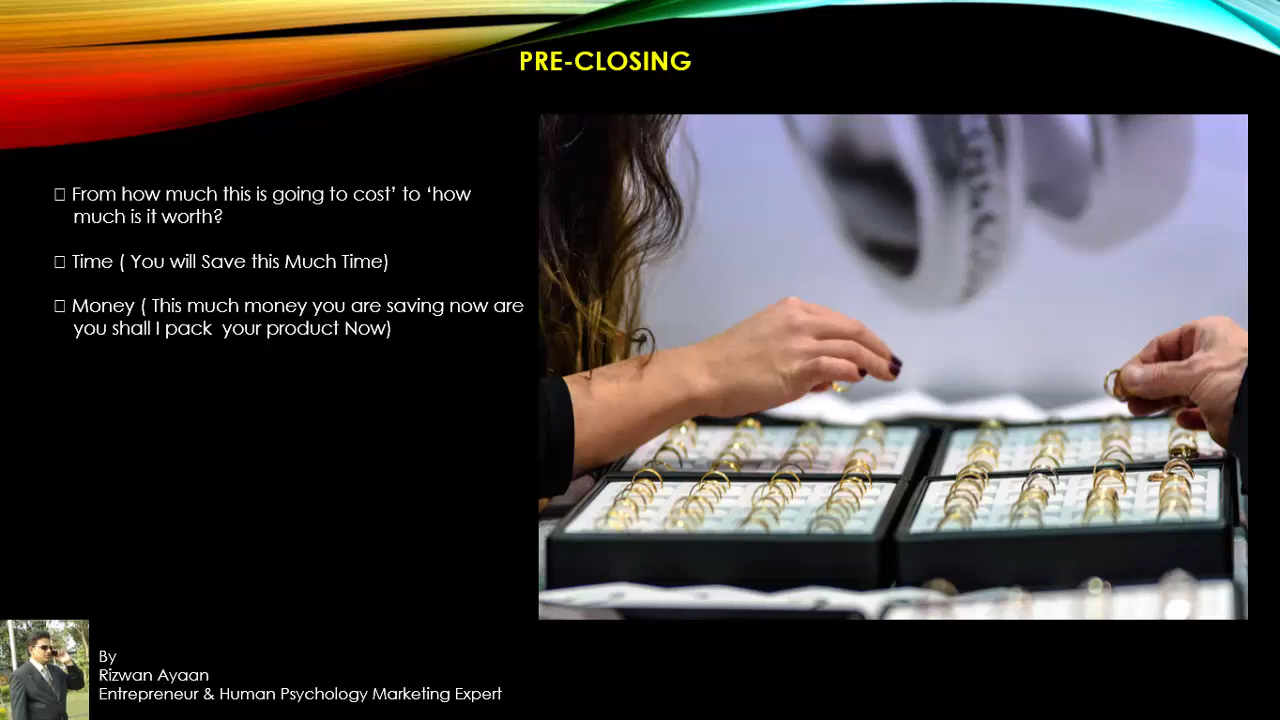 PRE-CLOSING
□ From how much this is going to cost’ to ‘how
much is it worth?
□ Time ( You will Save this Much Time)
□ Money ( This much money you are saving now are
you shall I pack your product Now)
By
Rizwan Ayaan
Entrepreneur & Human Psychology Marketing Expert